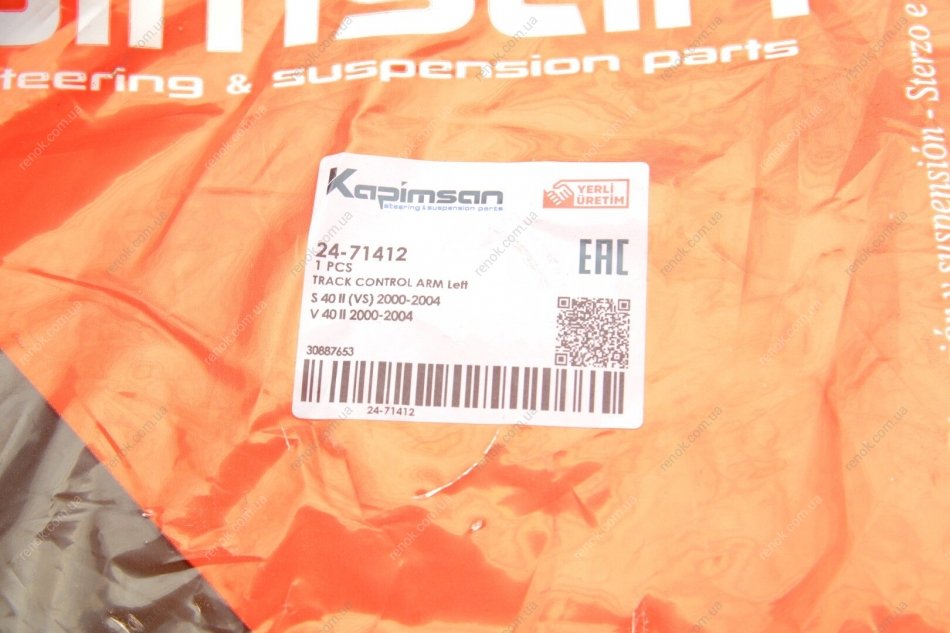 steering & suspension parts
Kapimsan
steering & suspension parts
YERLİ
ÜRETİM
24-71412
1 PCS
TRACK CONTROL ARM Left
EAC
S 40 II (VS) 2000-2004
V 40 II 2000-2004
30887653
24-71412
suspensión - Sterzo e
renok.com.ua